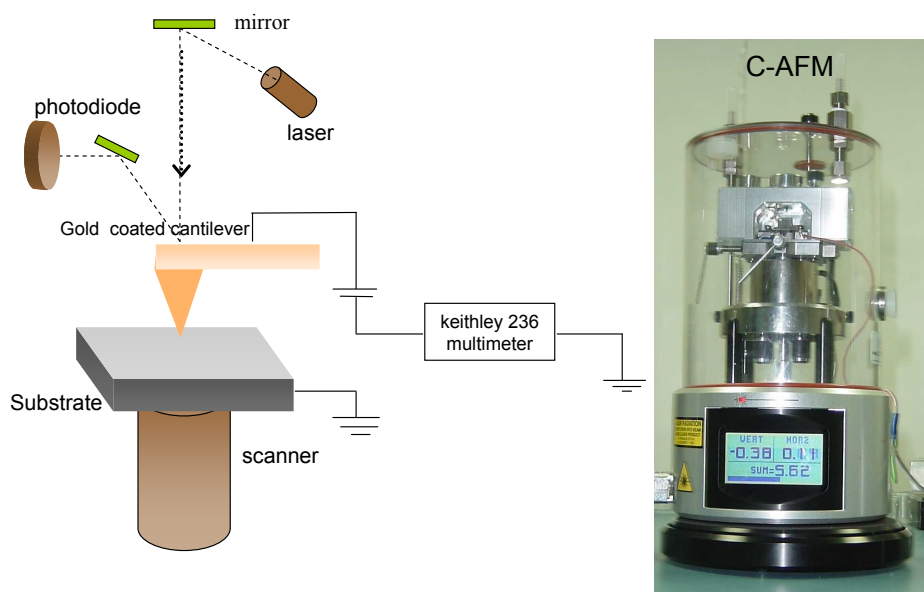 mirror
C-AFM
photodiode
laser
Gold coated cantilever
keithley 236
multimeter
Substrate
scanner
VERT HORZ
-0.38
SUM=5.62